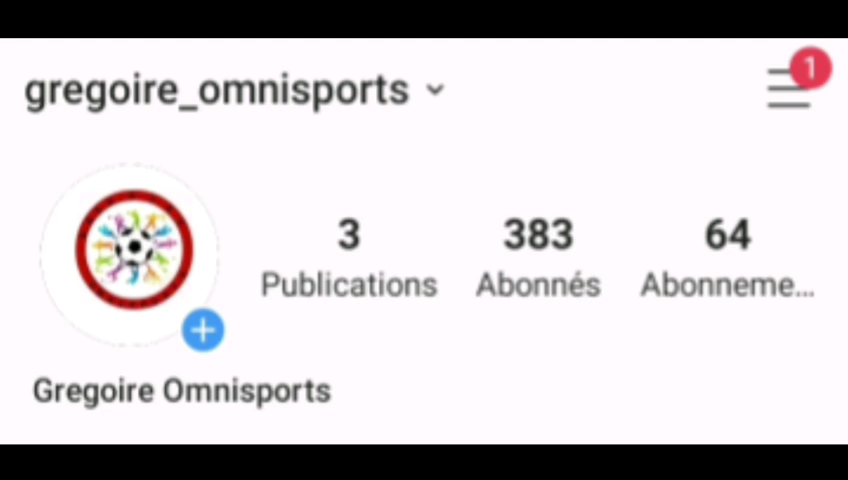 gregoire_omnisports
1
3 383 64
Publications Abonnés Abonneme...
Gregoire Omnisports